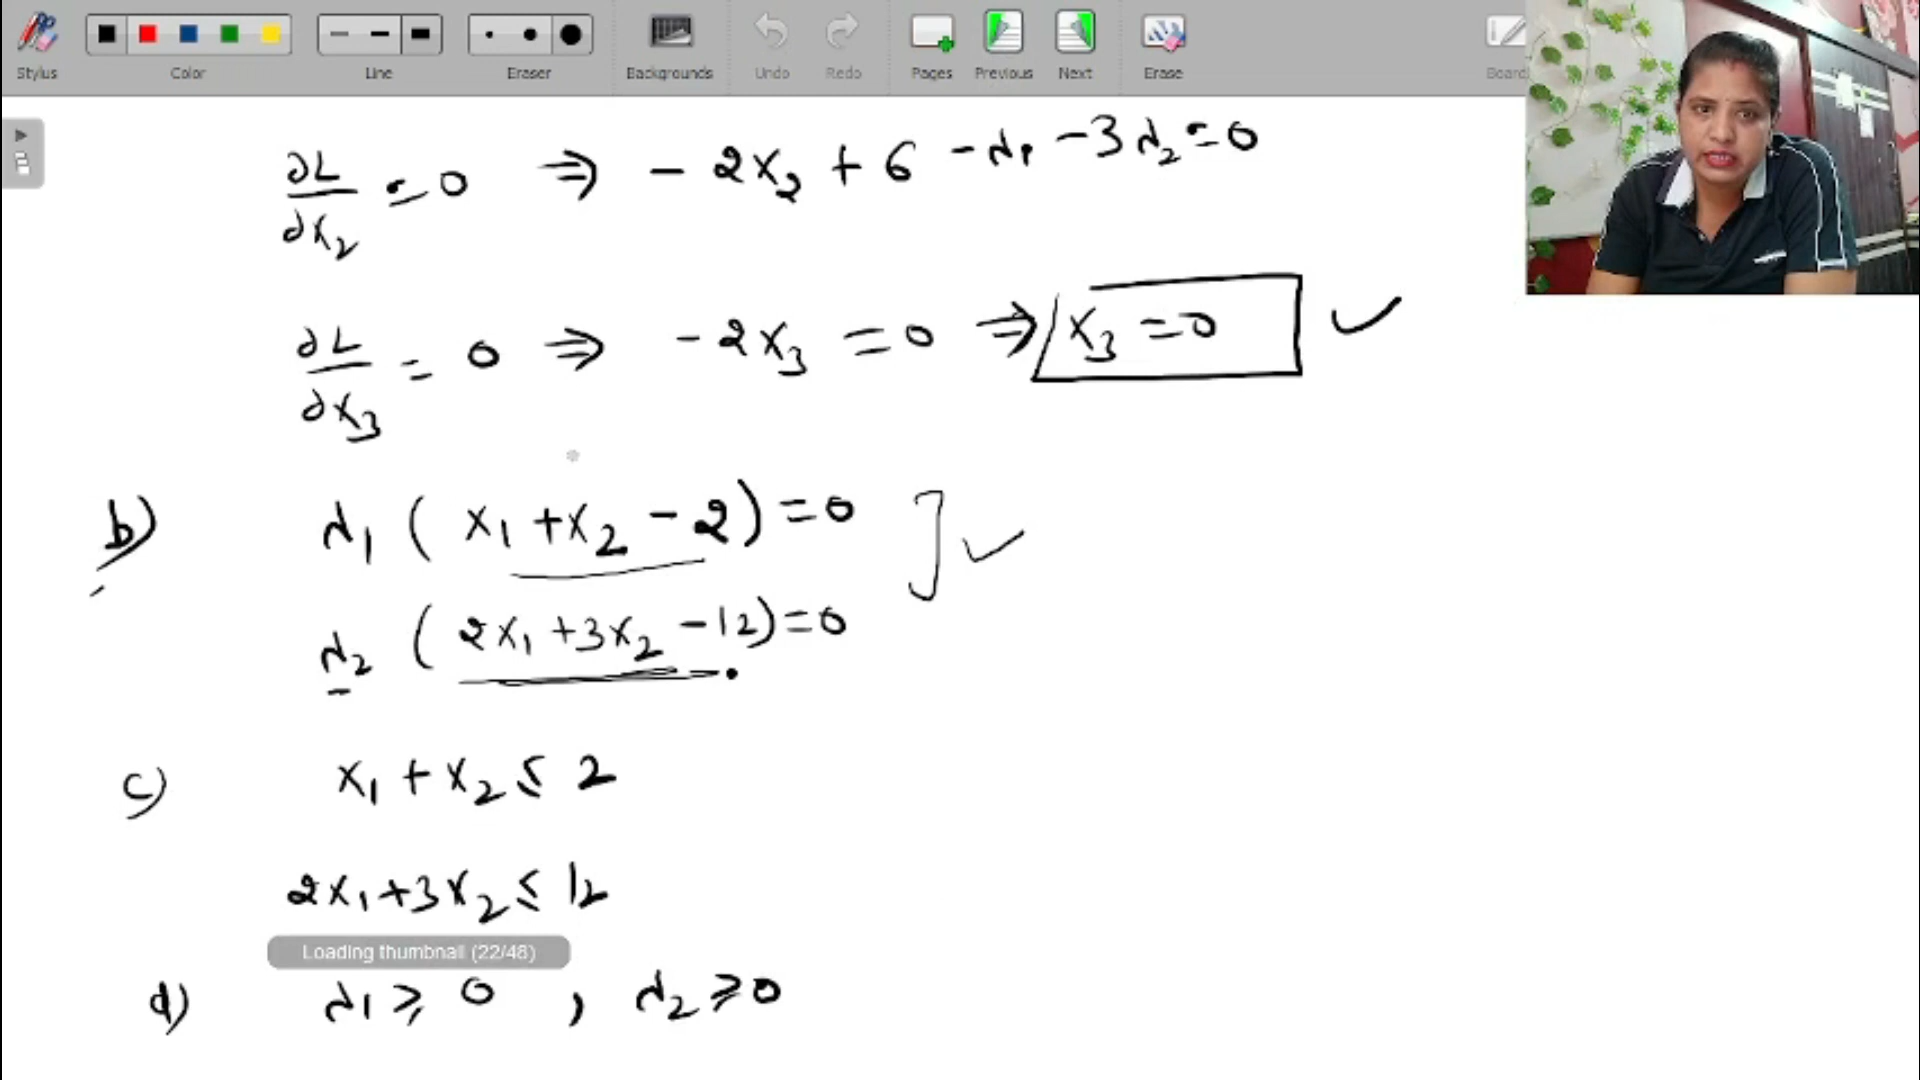 Stylus Color Line Eraser Backgrounds Undo Redo Pages Previous Next Erase Board
∂L/∂x₂ = 0 ⇒ - 2x₂ + 6 - λ₁ - 3λ₂ = 0
∂L/∂x₃ = 0 ⇒ - 2x₃ = 0 ⇒ x₃ = 0 ✓
b) λ₁ ( x₁ + x₂ - 2) = 0
λ₂ ( 2x₁ + 3x₂ - 12) = 0 ] ✓
c) x₁ + x₂ ≤ 2
2x₁ + 3x₂ ≤ 12
Loading thumbnail (22/48)
d) λ₁ ≥ 0 , λ₂ ≥ 0